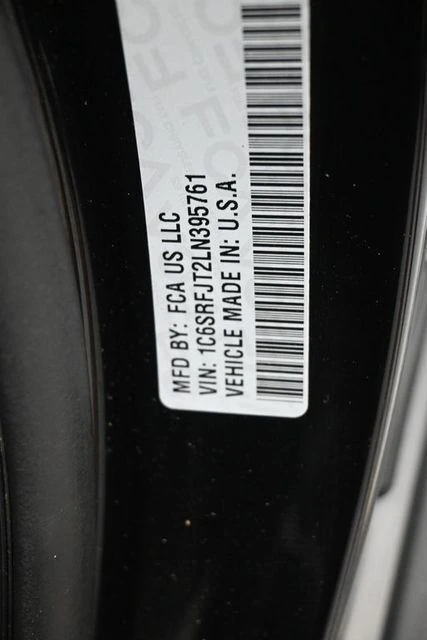 MFD BY: FCA US LLC
VIN: 1C6SRFJT2LN395761
VEHICLE MADE IN: U.S.A.